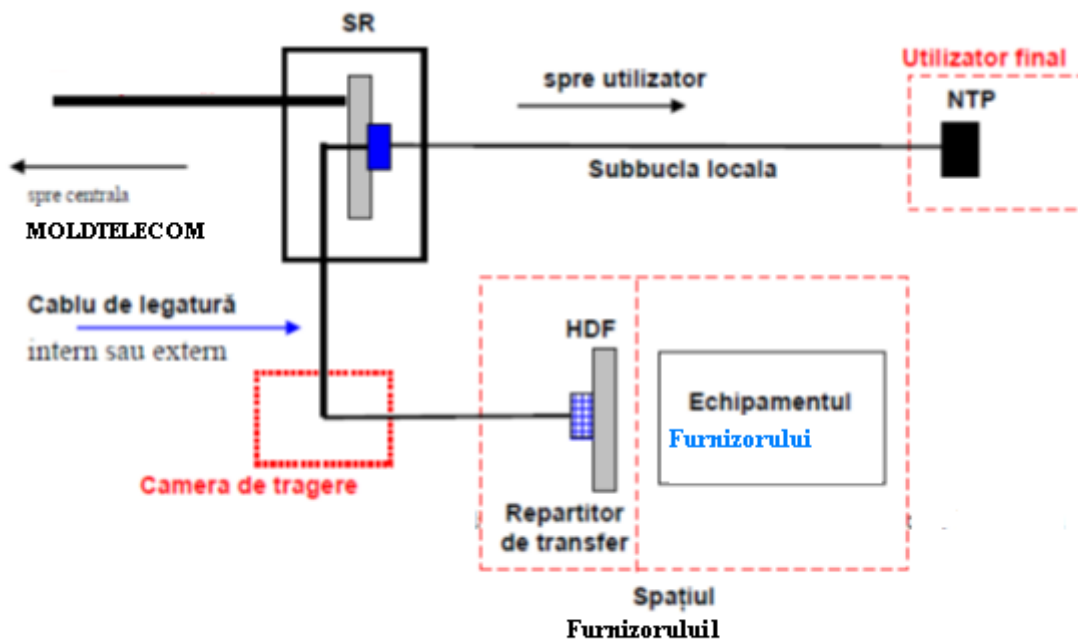 SR
Utilizator final
spre utilizator
NTP
Subbucla locala
spre centrala
MOLDTELECOM
Cablu de legatură
intern sau extern
HDF
Echipamentul
Furnizorului
Camera de tragere
Repartitor
de transfer
Spațiul
Furnizorului1